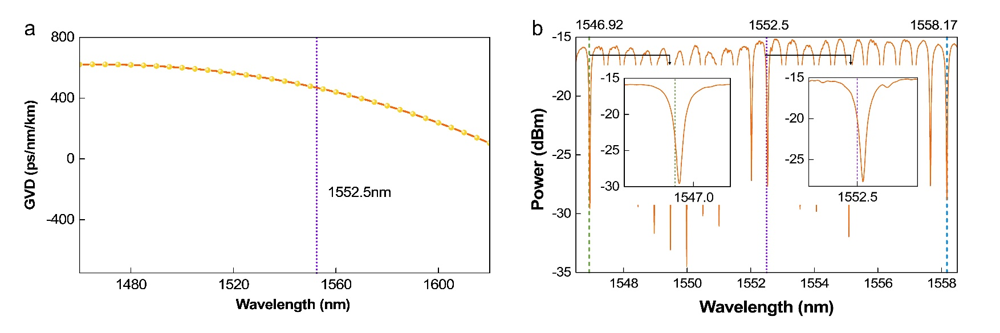 a
800
400
0
-400
GVD (ps/nm/km)
1552.5nm
1480 1520 1560 1600
Wavelength (nm)
b
1546.92 1552.5 1558.17
-15
-20
-25
-30
-35
Power (dBm)
-15
-20
-25
-30
1547.0
-15
-20
-25
1552.5
1548 1550 1552 1554 1556 1558
Wavelength (nm)